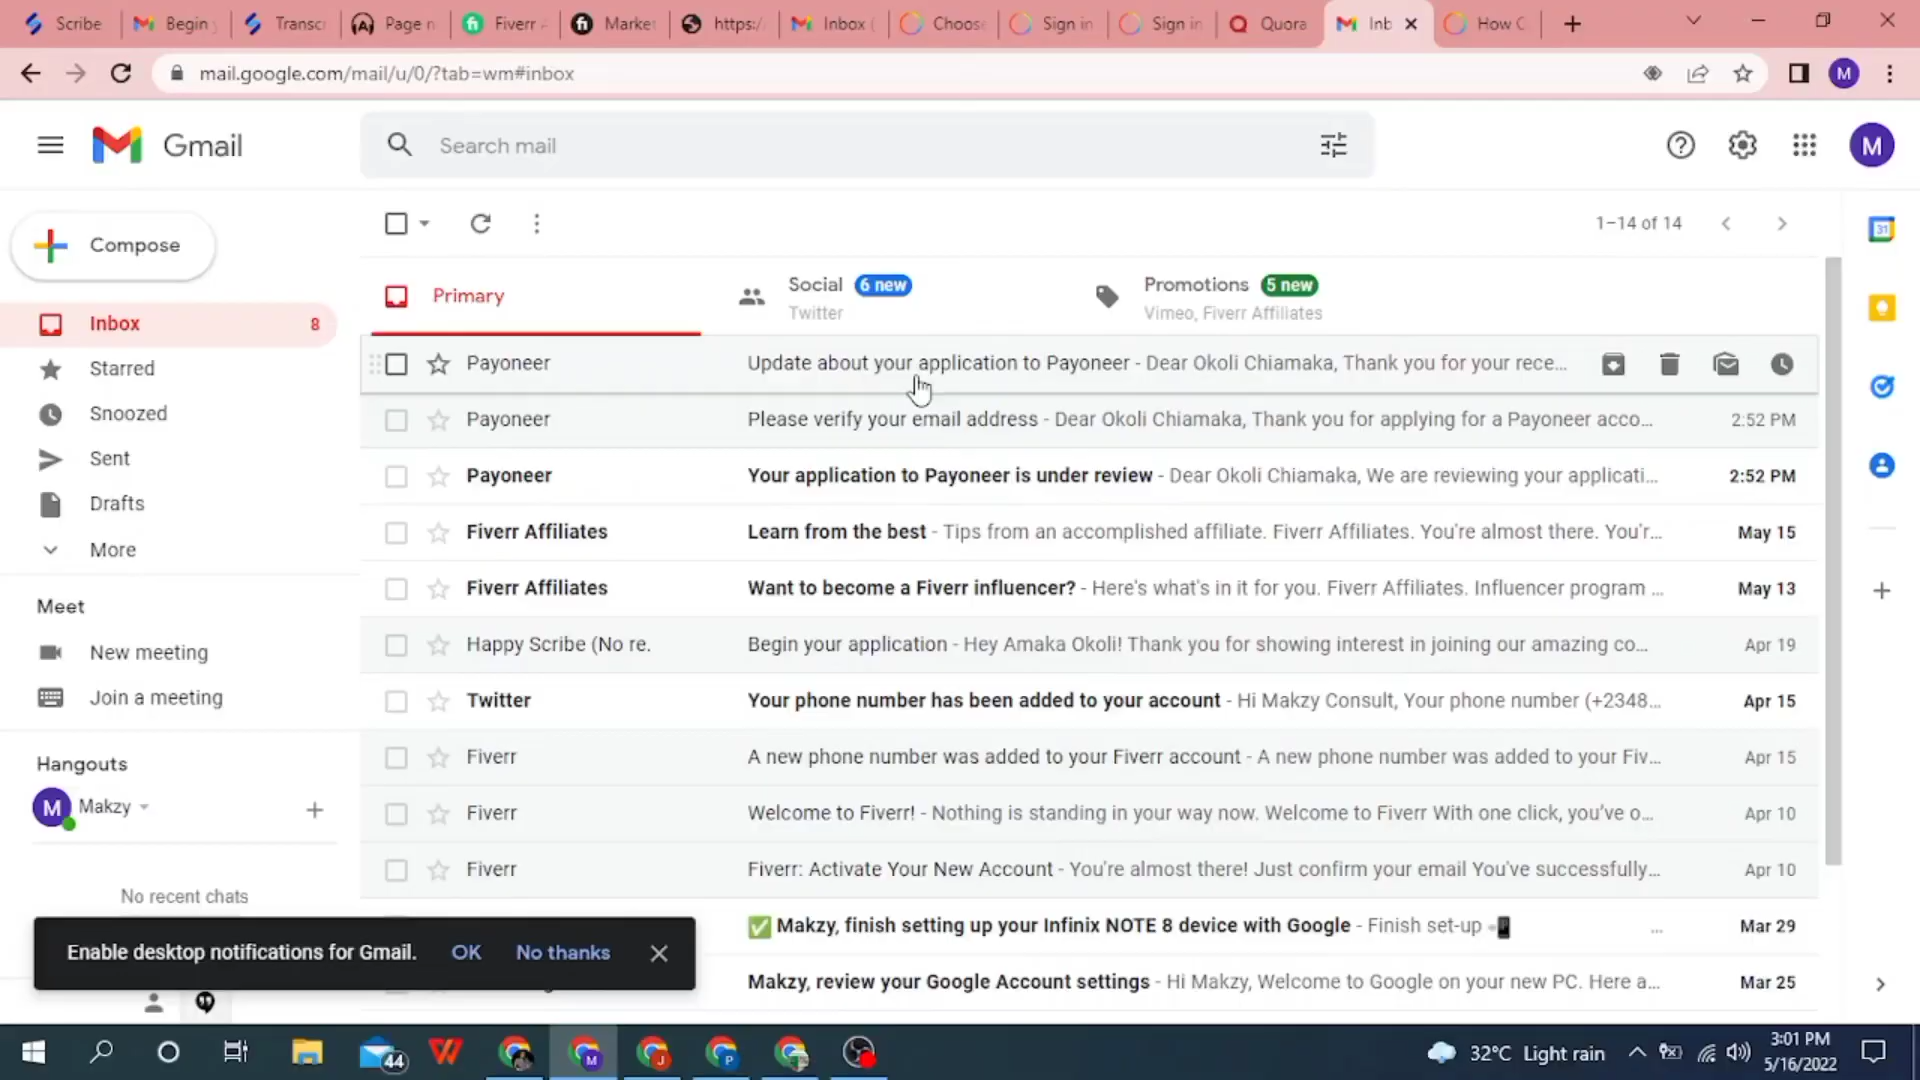 Scribe
Begin y
Transcr
Page n
Fiverr A
Market
https:/
Inbox (
Choose
Sign in
Sign in
Quora
Inb
How C
mail.google.com/mail/u/0/?tab=wm#inbox
M
Gmail
Search mail
M
Compose
1–14 of 14
31
Primary
Social 6 new
Twitter
Promotions 5 new
Vimeo, Fiverr Affiliates
Inbox 8
Starred
Snoozed
Sent
Drafts
More
Payoneer Update about your application to Payoneer - Dear Okoli Chiamaka, Thank you for your rece...
Payoneer Please verify your email address - Dear Okoli Chiamaka, Thank you for applying for a Payoneer acco... 2:52 PM
Payoneer Your application to Payoneer is under review - Dear Okoli Chiamaka, We are reviewing your applicati... 2:52 PM
Fiverr Affiliates Learn from the best - Tips from an accomplished affiliate. Fiverr Affiliates. You're almost there. You'r... May 15
Fiverr Affiliates Want to become a Fiverr influencer? - Here's what's in it for you. Fiverr Affiliates. Influencer program ... May 13
Happy Scribe (No re. Begin your application - Hey Amaka Okoli! Thank you for showing interest in joining our amazing co... Apr 19
Twitter Your phone number has been added to your account - Hi Makzy Consult, Your phone number (+2348... Apr 15
Fiverr A new phone number was added to your Fiverr account - A new phone number was added to your Fiv... Apr 15
Fiverr Welcome to Fiverr! - Nothing is standing in your way now. Welcome to Fiverr With one click, you've o... Apr 10
Fiverr Fiverr: Activate Your New Account - You're almost there! Just confirm your email You've successfully... Apr 10
✅ Makzy, finish setting up your Infinix NOTE 8 device with Google - Finish set-up 📲 ... Mar 29
Makzy, review your Google Account settings - Hi Makzy, Welcome to Google on your new PC. Here a... Mar 25
Meet
New meeting
Join a meeting
Hangouts
M Makzy
No recent chats
Enable desktop notifications for Gmail. OK No thanks
44
M
J
P
32°C Light rain
3:01 PM
5/16/2022